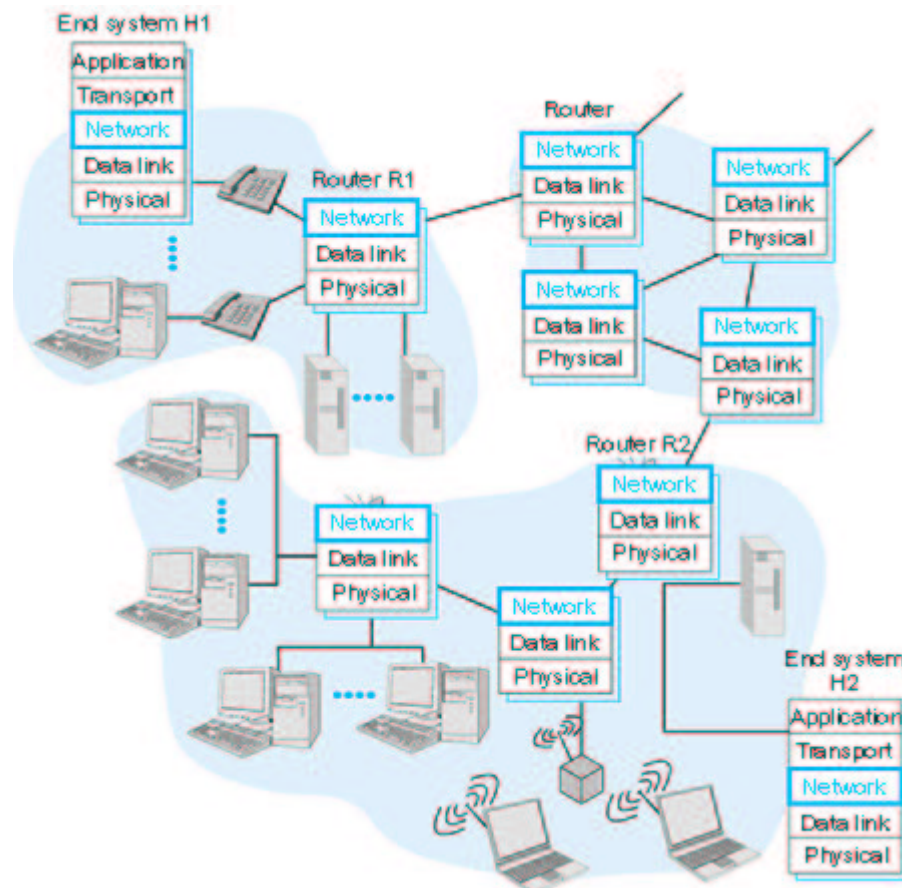 End system H1
Application
Transport
Network
Data link
Physical
Router R1
Network
Data link
Physical
Router
Network
Data link
Physical
Network
Data link
Physical
Network
Data link
Physical
Network
Data link
Physical
Router R2
Network
Data link
Physical
Network
Data link
Physical
Network
Data link
Physical
End system
H2
Application
Transport
Network
Data link
Physical